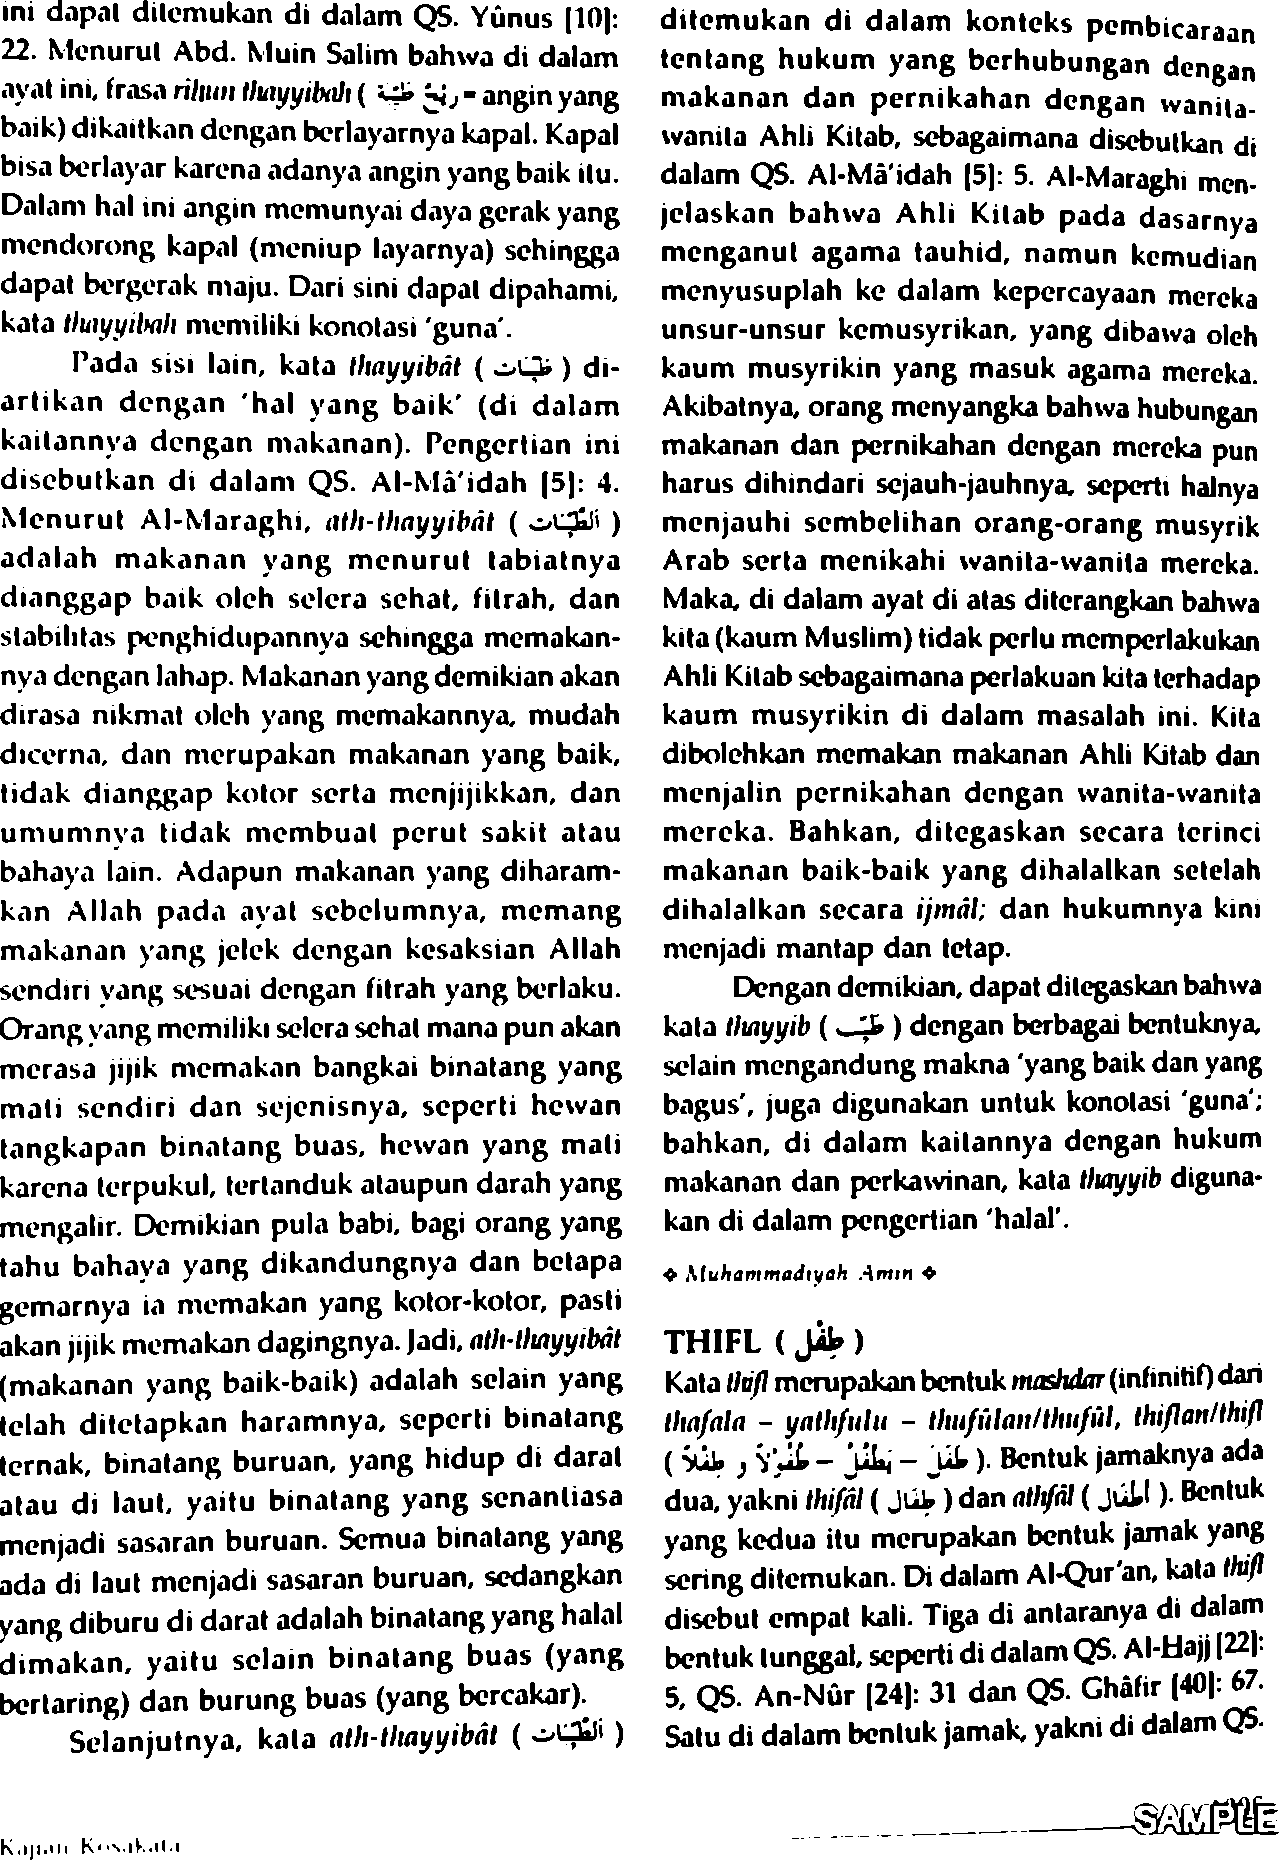 ini dapat ditemukan di dalam QS. Yûnus [10]:
22. Menurut Abd. Muin Salim bahwa di dalam
ayat ini, frasa rîhun thayyibah ( رِيْحٌ طَيِّبَة = angin yang
baik) dikaitkan dengan berlayarnya kapal. Kapal
bisa berlayar karena adanya angin yang baik itu.
Dalam hal ini angin memunyai daya gerak yang
mendorong kapal (meniup layarnya) sehingga
dapat bergerak maju. Dari sini dapat dipahami,
kata thayyibah memiliki konotasi 'guna'.
Pada sisi lain, kata thayyibât ( طَيِّبَات ) di-
artikan dengan 'hal yang baik' (di dalam
kaitannya dengan makanan). Pengertian ini
disebutkan di dalam QS. Al-Mâ'idah [5]: 4.
Menurut Al-Maraghi, ath-thayyibât ( الطَّيِّبَات )
adalah makanan yang menurut tabiatnya
dianggap baik oleh selera sehat, fitrah, dan
stabilitas penghidupannya sehingga memakan-
nya dengan lahap. Makanan yang demikian akan
dirasa nikmat oleh yang memakannya, mudah
dicerna, dan merupakan makanan yang baik,
tidak dianggap kotor serta menjijikkan, dan
umumnya tidak membuat perut sakit atau
bahaya lain. Adapun makanan yang diharam-
kan Allah pada ayat sebelumnya, memang
makanan yang jelek dengan kesaksian Allah
sendiri yang sesuai dengan fitrah yang berlaku.
Orang yang memiliki selera sehat mana pun akan
merasa jijik memakan bangkai binatang yang
mati sendiri dan sejenisnya, seperti hewan
tangkapan binatang buas, hewan yang mati
karena terpukul, tertanduk ataupun darah yang
mengalir. Demikian pula babi, bagi orang yang
tahu bahaya yang dikandungnya dan betapa
gemarnya ia memakan yang kotor-kotor, pasti
akan jijik memakan dagingnya. Jadi, ath-thayyibât
(makanan yang baik-baik) adalah selain yang
telah ditetapkan haramnya, seperti binatang
ternak, binatang buruan, yang hidup di darat
atau di laut, yaitu binatang yang senantiasa
menjadi sasaran buruan. Semua binatang yang
ada di laut menjadi sasaran buruan, sedangkan
yang diburu di darat adalah binatang yang halal
dimakan, yaitu selain binatang buas (yang
bertaring) dan burung buas (yang bercakar).
Selanjutnya, kata ath-thayyibât ( الطَّيِّبَات )
ditemukan di dalam konteks pembicaraan
tentang hukum yang berhubungan dengan
makanan dan pernikahan dengan wanita-
wanita Ahli Kitab, sebagaimana disebutkan di
dalam QS. Al-Mâ'idah [5]: 5. Al-Maraghi men-
jelaskan bahwa Ahli Kitab pada dasarnya
menganut agama tauhid, namun kemudian
menyusuplah ke dalam kepercayaan mereka
unsur-unsur kemusyrikan, yang dibawa oleh
kaum musyrikin yang masuk agama mereka.
Akibatnya, orang menyangka bahwa hubungan
makanan dan pernikahan dengan mereka pun
harus dihindari sejauh-jauhnya, seperti halnya
menjauhi sembelihan orang-orang musyrik
Arab serta menikahi wanita-wanita mereka.
Maka, di dalam ayat di atas diterangkan bahwa
kita (kaum Muslim) tidak perlu memperlakukan
Ahli Kitab sebagaimana perlakuan kita terhadap
kaum musyrikin di dalam masalah ini. Kita
dibolehkan memakan makanan Ahli Kitab dan
menjalin pernikahan dengan wanita-wanita
mereka. Bahkan, ditegaskan secara terinci
makanan baik-baik yang dihalalkan setelah
dihalalkan secara ijmâl; dan hukumnya kini
menjadi mantap dan tetap.
Dengan demikian, dapat ditegaskan bahwa
kata thayyib ( طَيِّب ) dengan berbagai bentuknya,
selain mengandung makna 'yang baik dan yang
bagus', juga digunakan untuk konotasi 'guna';
bahkan, di dalam kaitannya dengan hukum
makanan dan perkawinan, kata thayyib diguna-
kan di dalam pengertian 'halal'.
❖ Muhammadiyah Amin ❖
THIFL ( طِفْل )
Kata thifl merupakan bentuk mashdar (infinitif) dari
thafala – yathfulu – thufûlan/thufûl, thiflan/thifl
( طَفَلَ – يَطْفُلُ – طُفُوْلاً و طِفْلاً ). Bentuk jamaknya ada
dua, yakni thifâl ( طِفَال ) dan athfâl ( أَطْفَال ). Bentuk
yang kedua itu merupakan bentuk jamak yang
sering ditemukan. Di dalam Al-Qur'an, kata thifl
disebut empat kali. Tiga di antaranya di dalam
bentuk tunggal, seperti di dalam QS. Al-Hajj [22]:
5, QS. An-Nûr [24]: 31 dan QS. Ghâfir [40]: 67.
Satu di dalam bentuk jamak, yakni di dalam QS.
Kajian Kosakata
SAMPLE